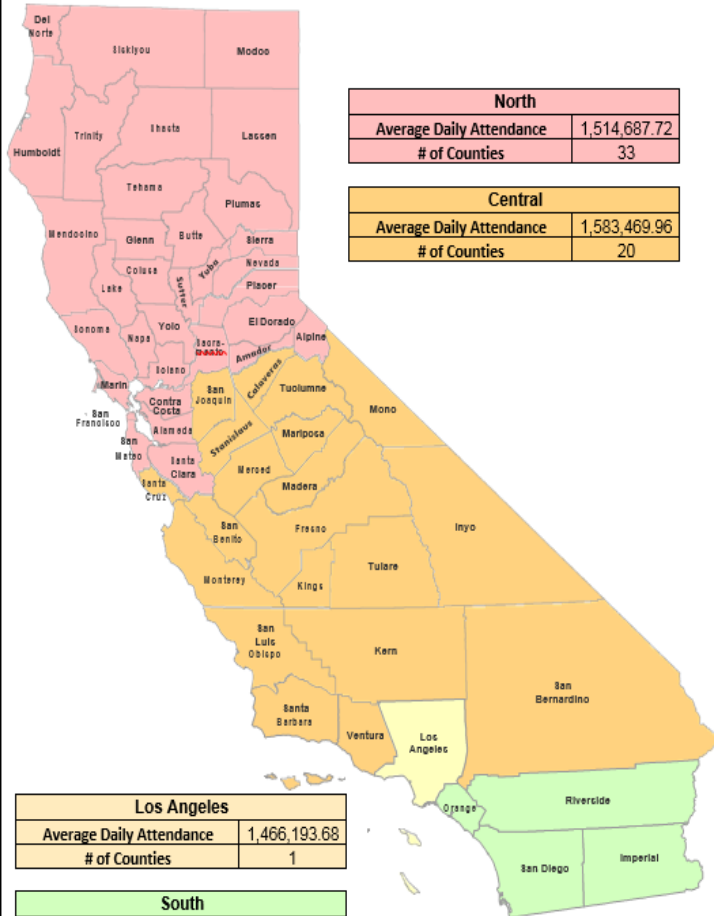 Del
Norte
Siskiyou
Modoc
Humboldt
Trinity
Shasta
Lassen
Tehama
Plumas
Mendocino
Glenn
Butte
Sierra
Nevada
Placer
Yuba
Sutter
Colusa
Lake
Sonoma
Napa
Yolo
El Dorado
Alpine
Sacra-
mento
Amador
Solano
Marin
Contra
Costa
San
Francisco
Alameda
San
Mateo
Santa
Clara
Santa
Cruz
San
Joaquin
Calaveras
Tuolumne
Mono
Stanislaus
Mariposa
Merced
Madera
San
Benito
Fresno
Inyo
Monterey
Kings
Tulare
San
Luis
Obispo
Kern
San
Bernardino
Santa
Barbara
Ventura
Los
Angeles
Orange
Riverside
San Diego
Imperial
North
Average Daily Attendance 1,514,687.72
# of Counties 33
Central
Average Daily Attendance 1,583,469.96
# of Counties 20
Los Angeles
Average Daily Attendance 1,466,193.68
# of Counties 1
South